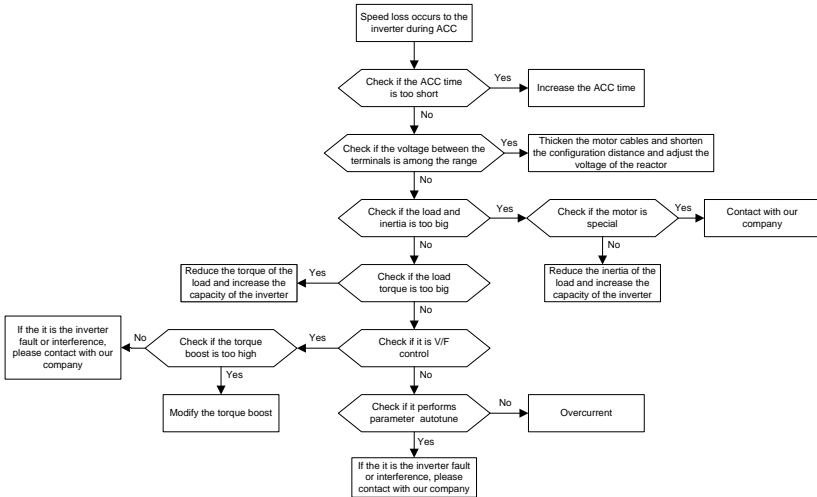 Speed loss occurs to the
inverter during ACC
Check if the ACC time
is too short
Yes
Increase the ACC time
No
Check if the voltage between the
terminals is among the range
Yes
Thicken the motor cables and shorten
the configuration distance and adjust the
voltage of the reactor
No
Check if the load and
inertia is too big
Yes
Check if the motor is
special
Yes
Contact with our
company
No
No
Reduce the torque of the
load and increase the
capacity of the inverter
Yes
Check if the load
torque is too big
Reduce the inertia of the
load and increase the
capacity of the inverter
No
If the it is the inverter
fault or interference,
please contact with our
company
No
Check if the torque
boost is too high
Yes
Check if it is V/F
control
Yes
No
Modify the torque boost
Check if it performs
parameter autotune
No
Overcurrent
Yes
If the it is the inverter fault
or interference, please
contact with our company